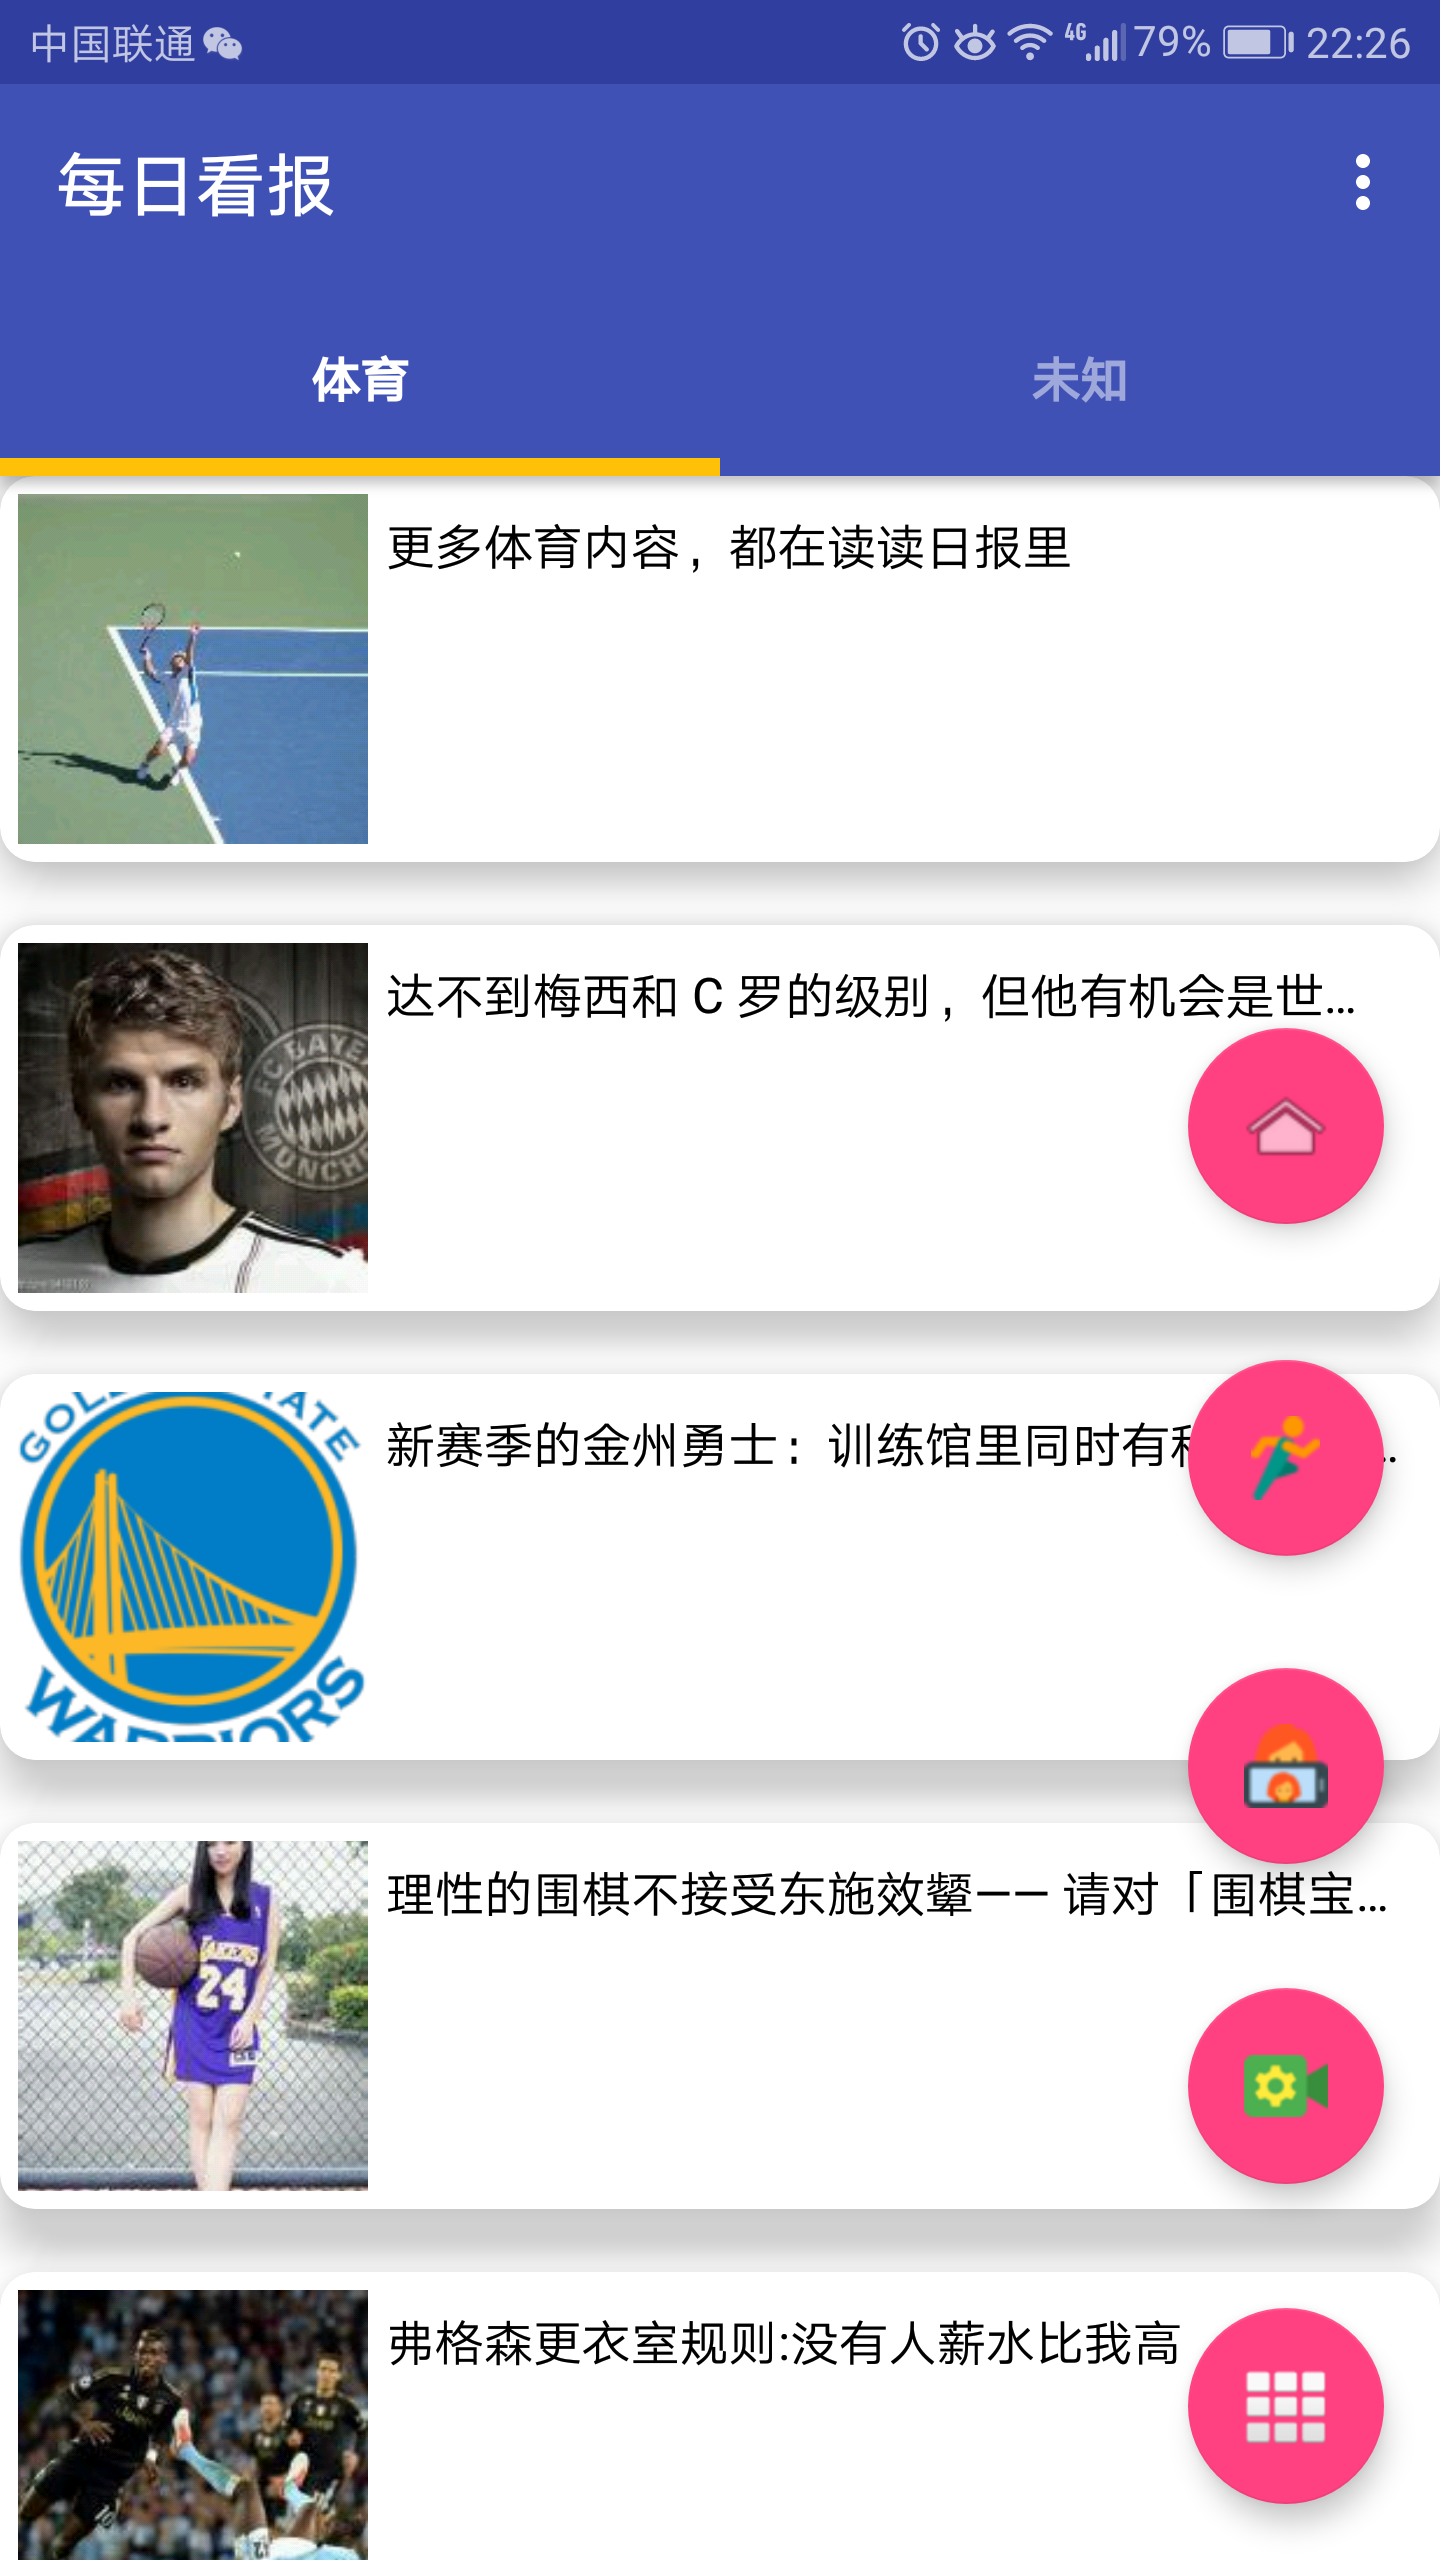 中国联通
4G
79%
22:26
每日看报
体育
未知
更多体育内容，都在读读日报里
达不到梅西和 C 罗的级别，但他有机会是世...
FC BAYE
MÜNCHE
新赛季的金州勇士：训练馆里同时有
GOL
TATE
WARRIORS
理性的围棋不接受东施效颦—— 请对「围棋宝...
LAKERS
24
弗格森更衣室规则:没有人薪水比我高